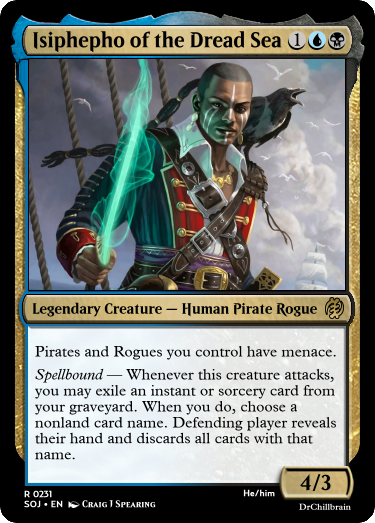 Isiphepho of the Dread Sea 1
Legendary Creature — Human Pirate Rogue
Pirates and Rogues you control have menace.
Spellbound — Whenever this creature attacks,
you may exile an instant or sorcery card from
your graveyard. When you do, choose a
nonland card name. Defending player reveals
their hand and discards all cards with that
name.
4/3
R 0231
He/him
SOJ • EN Craig J Spearing
DrChillbrain